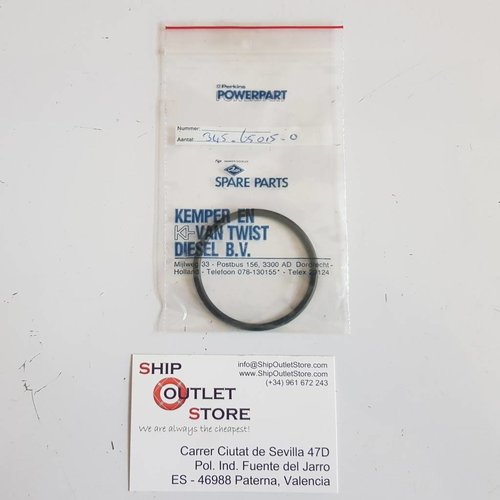 Perkins
POWERPART
Nummer:
Aantal: 345-65015-0
SPARE PARTS
KEMPER EN
VAN TWIST
DIESEL B.V.
Mijlweg 33 - Postbus 156, 3300 AD Dordrecht-
Holland - Telefoon 078-130155 - Telex 29124
SHIP
OUTLET
STORE
We are always the cheapest!
info@ShipOutletStore.com
www.ShipOutletStore.com
(+34) 961 672 243
Carrer Ciutat de Sevilla 47D
Pol. Ind. Fuente del Jarro
ES - 46988 Paterna, Valencia